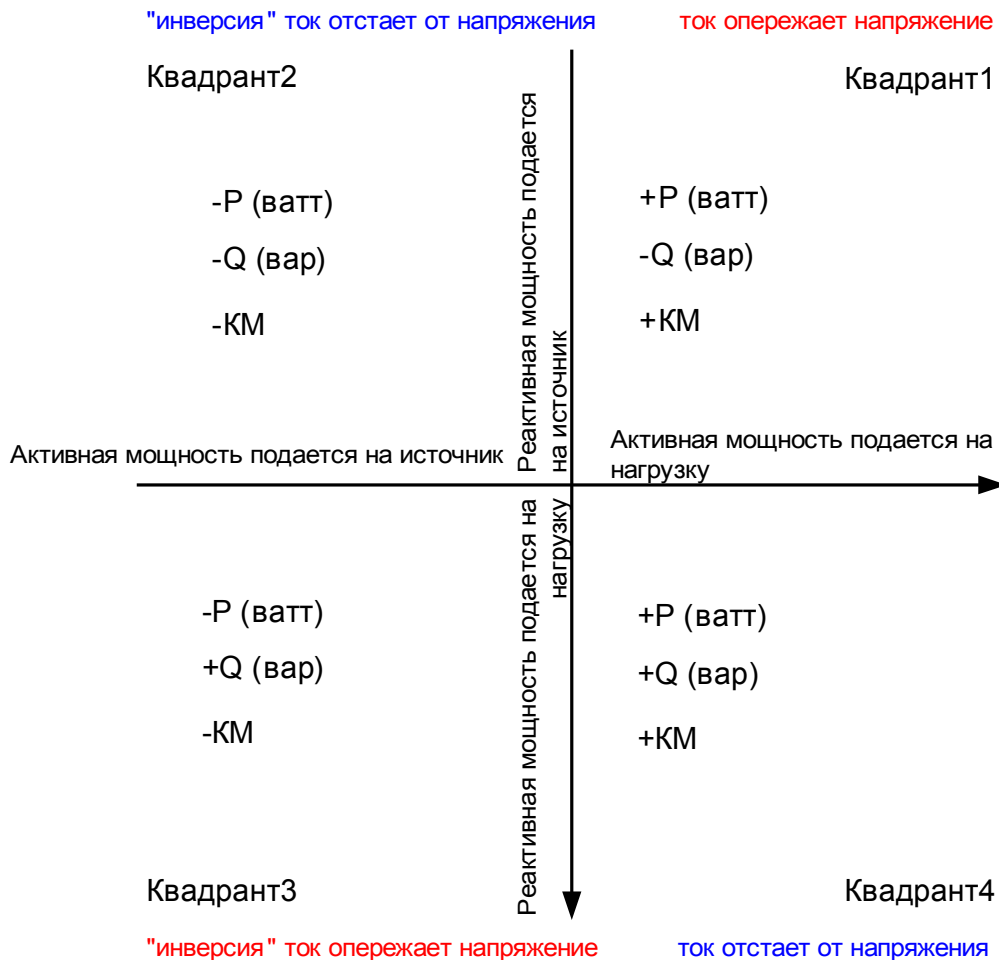 "инверсия" ток отстает от напряжения
ток опережает напряжение
Квадрант2
Квадрант1
-P (ватт)
-Q (вар)
-КМ
+P (ватт)
-Q (вар)
+КМ
Реактивная мощность подается
на источник
Активная мощность подается на источник
Активная мощность подается на
нагрузку
Реактивная мощность подается на
нагрузку
-P (ватт)
+Q (вар)
-КМ
+P (ватт)
+Q (вар)
+КМ
Квадрант3
Квадрант4
"инверсия" ток опережает напряжение
ток отстает от напряжения